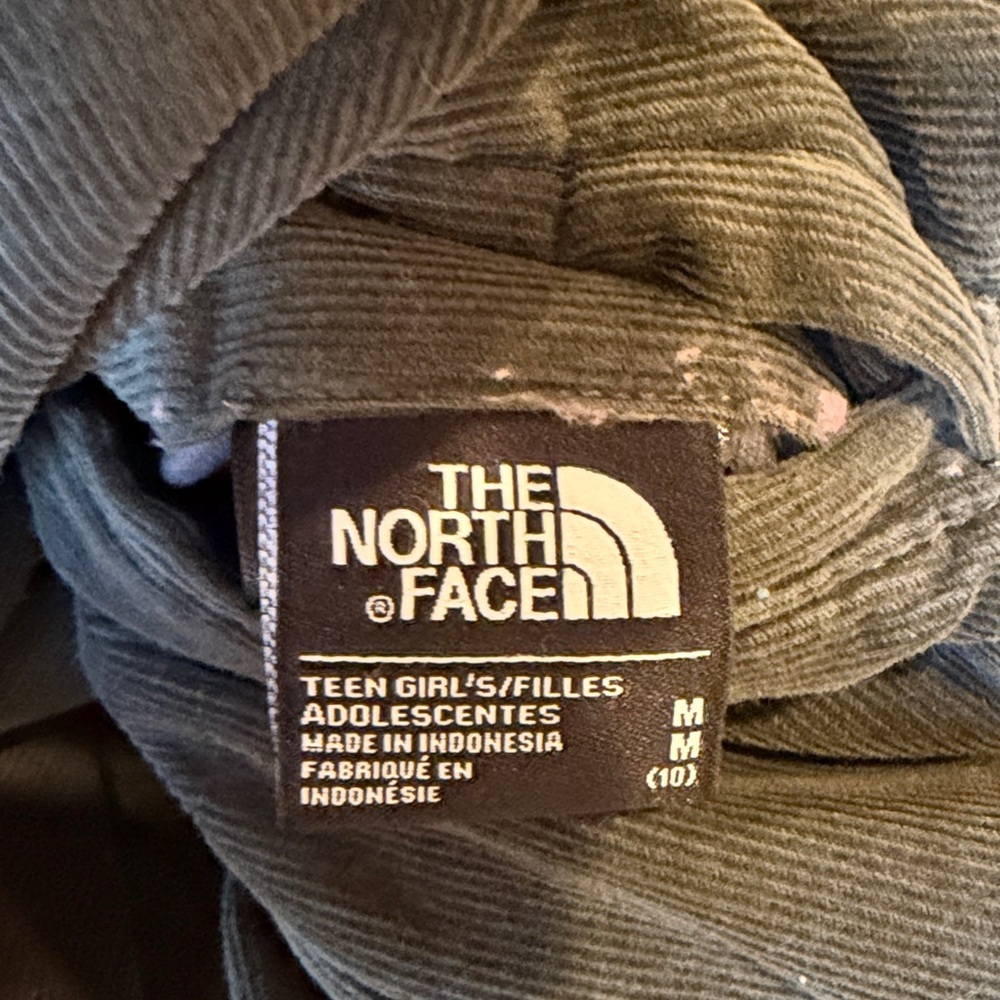 THE
NORTH
®FACE
TEEN GIRL'S/FILLES
ADOLESCENTES M
MADE IN INDONESIA M
FABRIQUÉ EN (10)
INDONÉSIE